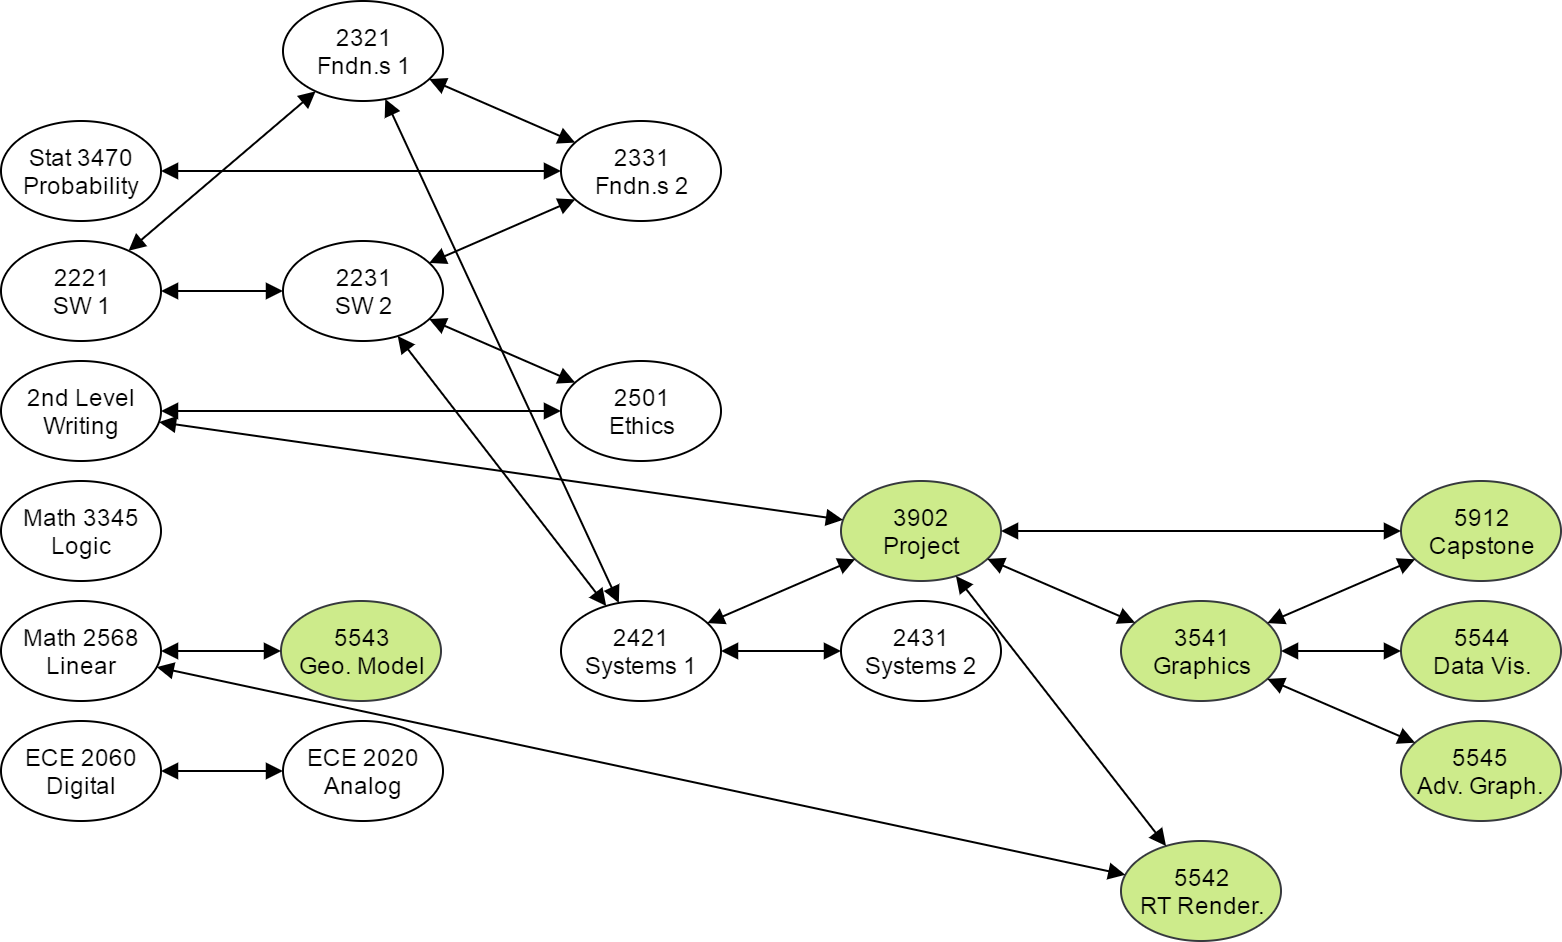 2321
Fndn.s 1
Stat 3470
Probability
2331
Fndn.s 2
2221
SW 1
2231
SW 2
2nd Level
Writing
2501
Ethics
Math 3345
Logic
3902
Project
5912
Capstone
Math 2568
Linear
5543
Geo. Model
2421
Systems 1
2431
Systems 2
3541
Graphics
5544
Data Vis.
ECE 2060
Digital
ECE 2020
Analog
5545
Adv. Graph.
5542
RT Render.